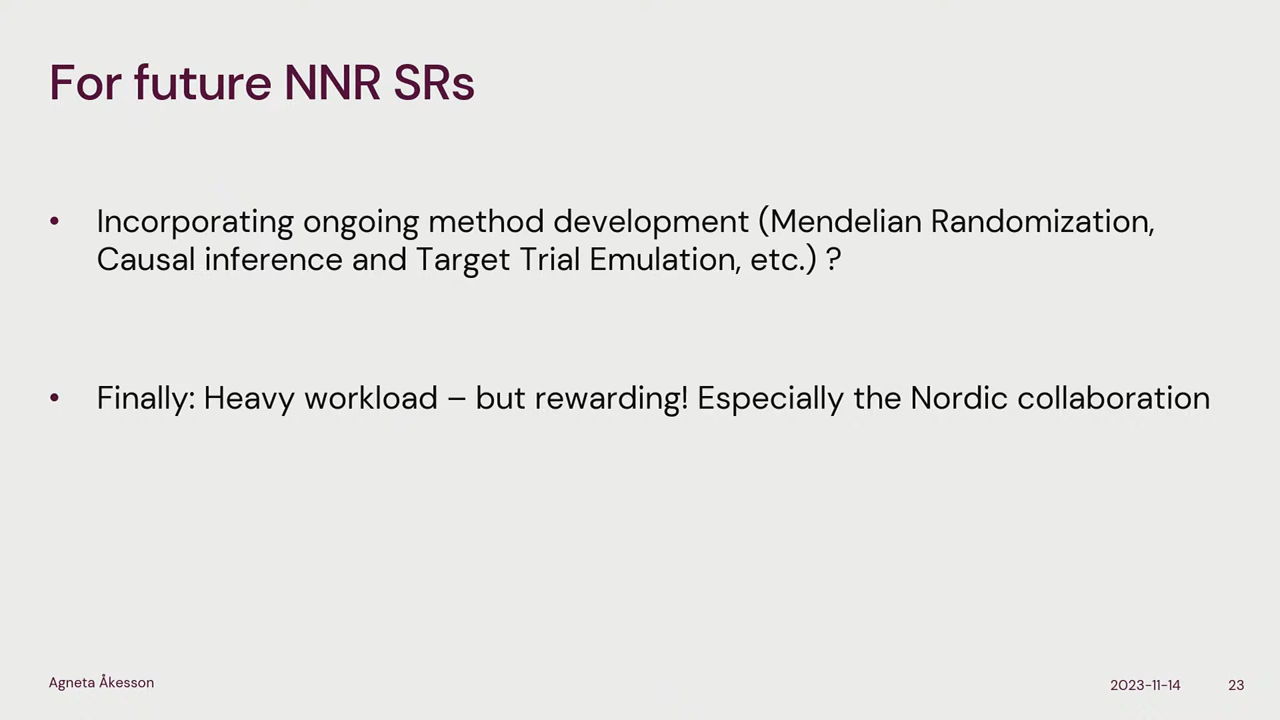 For future NNR SRs
• Incorporating ongoing method development (Mendelian Randomization,
Causal inference and Target Trial Emulation, etc.) ?
• Finally: Heavy workload – but rewarding! Especially the Nordic collaboration
Agneta Åkesson
2023-11-14 23